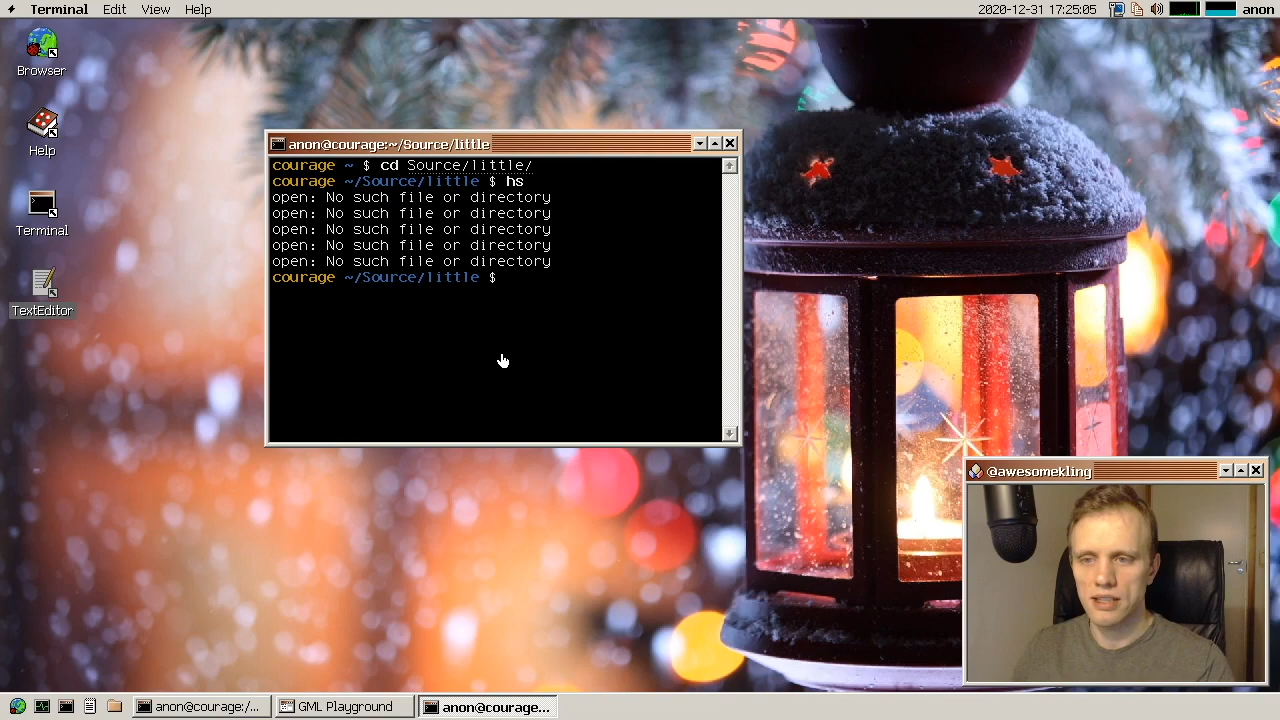 Terminal Edit View Help 2020-12-31 17:25:05 anon
Browser
Help
Terminal
TextEditor
anon@courage:~/Source/little
courage ~ $ cd Source/little/
courage ~/Source/little $ hs
open: No such file or directory
open: No such file or directory
open: No such file or directory
open: No such file or directory
open: No such file or directory
courage ~/Source/little $
@awesomekling
anon@courage:/... GML Playground anon@courage...